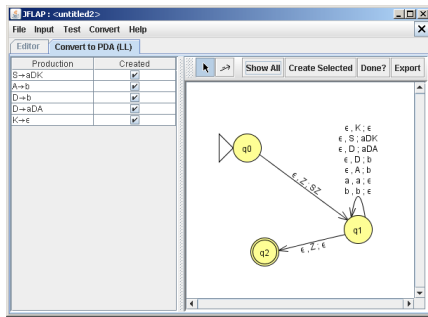 JFLAP : <untitled2>
File Input Test Convert Help
Editor Convert to PDA (LL)
Production Created
S→aDK
A→b
D→b
D→aDA
K→ε
Show All Create Selected Done? Export
ε , K ; ε
ε , S ; aDK
ε , D ; aDA
ε , D ; b
ε , A ; b
a , a ; ε
b , b ; ε
q0
ε , Z ; SZ
q1
ε , Z ; ε
q2